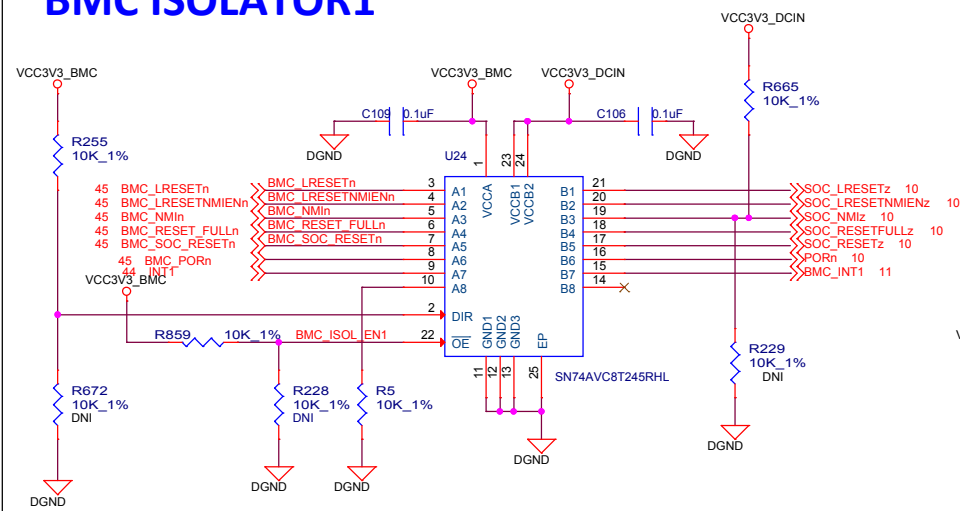 BMC ISOLATOR1
VCC3V3_DCIN
VCC3V3_BMC
VCC3V3_BMC
VCC3V3_DCIN
R665
10K_1%
C109
0.1uF
C106
0.1uF
R255
10K_1%
DGND
U24
DGND
1
23
24
VCCA
VCCB1
VCCB2
45 BMC_LRESETn
BMC_LRESETn
3
A1
B1
21
SOC_LRESETz 10
45 BMC_LRESETNMIENn
BMC_LRESETNMIENn
4
A2
B2
20
SOC_LRESETNMIENz 10
45 BMC_NMIn
BMC_NMIn
5
A3
B3
19
SOC_NMIz 10
45 BMC_RESET_FULLn
BMC_RESET_FULLn
6
A4
B4
18
SOC_RESETFULLz 10
45 BMC_SOC_RESETn
BMC_SOC_RESETn
7
A5
B5
17
SOC_RESETz 10
45 BMC_PORn
8
A6
B6
16
PORn 10
44 INT1
9
A7
B7
15
BMC_INT1 11
VCC3V3_BMC
10
A8
B8
14
2
DIR
R859
10K_1%
BMC_ISOL_EN1
22
OE
GND1
GND2
GND3
EP
11
12
13
25
SN74AVC8T245RHL
R229
10K_1%
DNI
R672
10K_1%
DNI
R228
10K_1%
DNI
R5
10K_1%
DGND
DGND
DGND
DGND
DGND
V